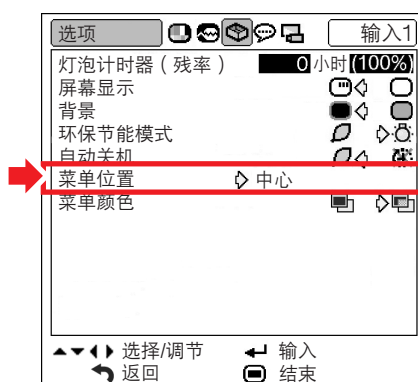 选项 输入1
灯泡计时器（残率） 0 小时(100%)
屏幕显示
背景
环保节能模式
自动关机
菜单位置 中心
菜单颜色
选择/调节 输入
返回 结束